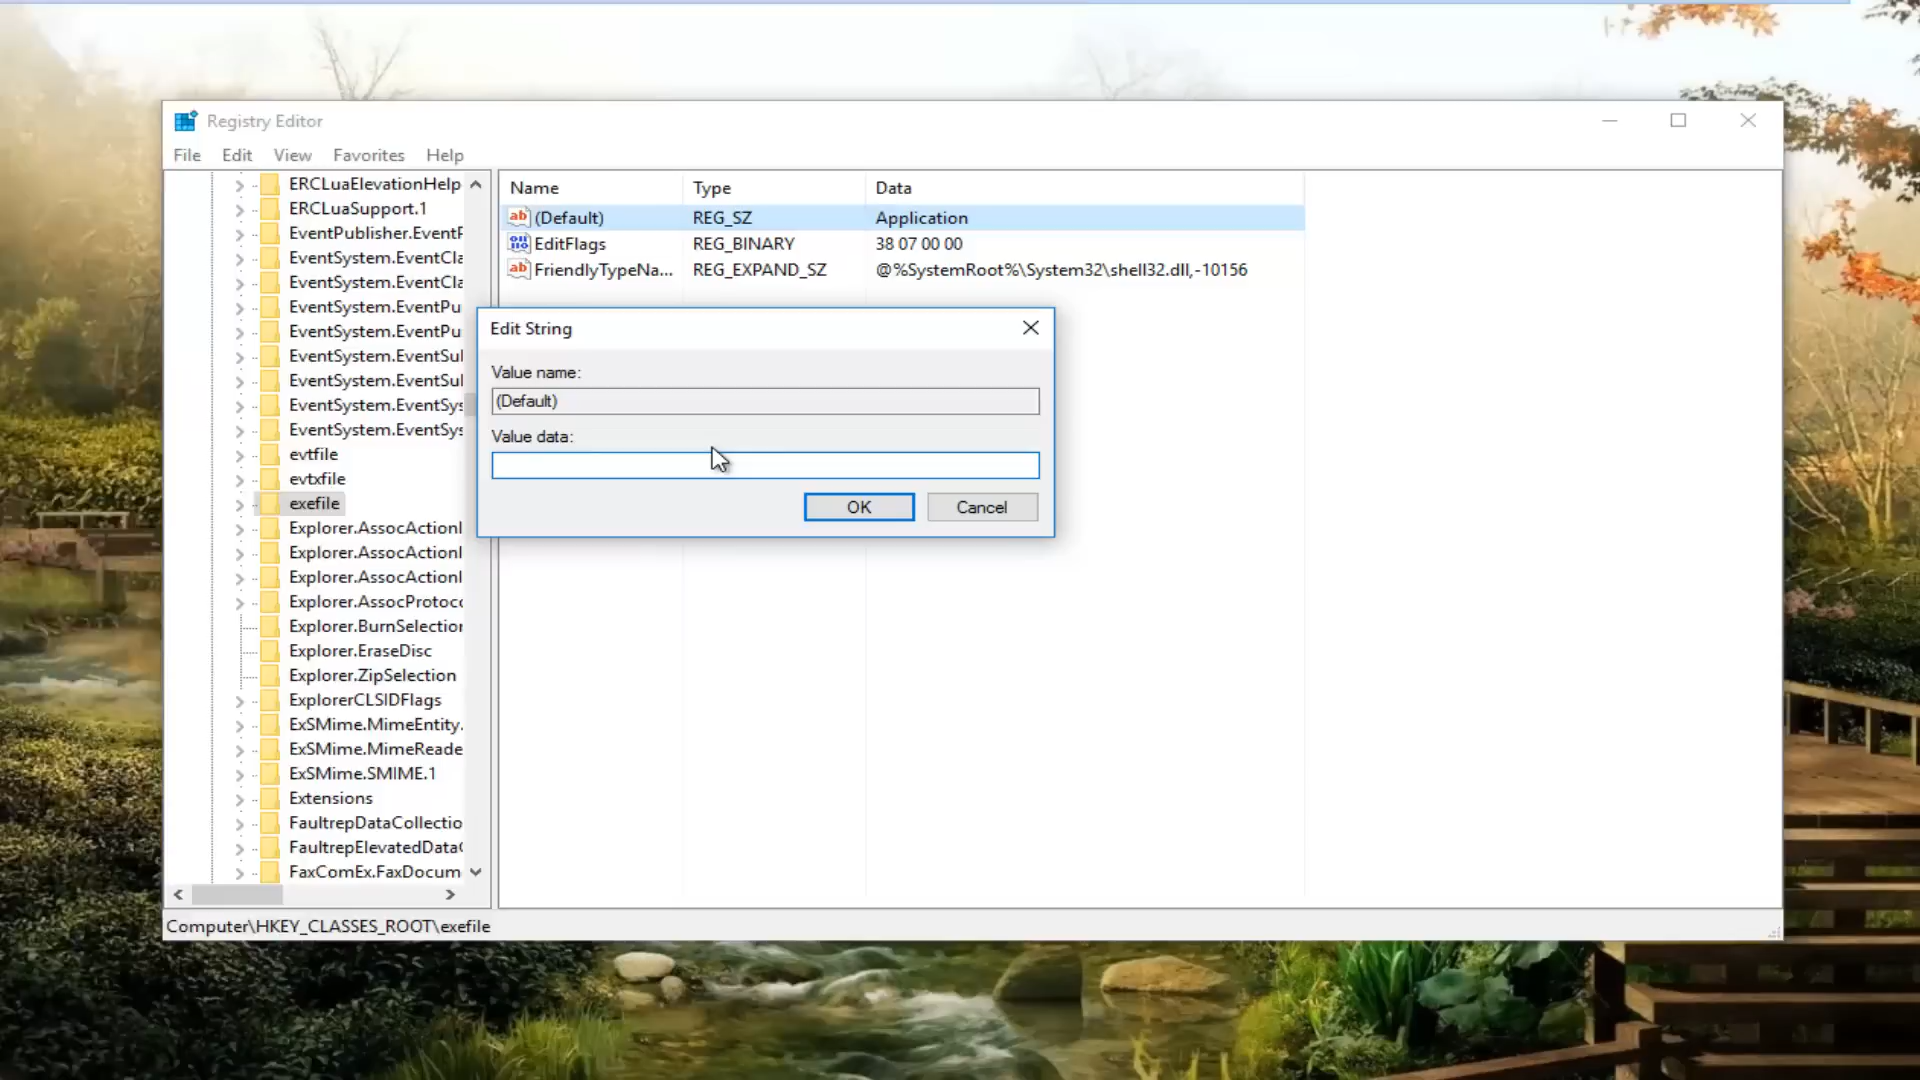 Registry Editor
File Edit View Favorites Help
ERCLuaElevationHelp
ERCLuaSupport.1
EventPublisher.EventF
EventSystem.EventCla
EventSystem.EventCla
EventSystem.EventPu
EventSystem.EventPu
EventSystem.EventSul
EventSystem.EventSul
EventSystem.EventSys
EventSystem.EventSys
evtfile
evtxfile
exefile
Explorer.AssocActionI
Explorer.AssocActionI
Explorer.AssocActionI
Explorer.AssocProtoco
Explorer.BurnSelection
Explorer.EraseDisc
Explorer.ZipSelection
ExplorerCLSIDFlags
ExSMime.MimeEntity.
ExSMime.MimeReade
ExSMime.SMIME.1
Extensions
FaultrepDataCollectio
FaultrepElevatedData
FaxComEx.FaxDocum
Name Type Data
(Default) REG_SZ Application
EditFlags REG_BINARY 38 07 00 00
FriendlyTypeNa... REG_EXPAND_SZ @%SystemRoot%\System32\shell32.dll,-10156
Edit String
Value name:
(Default)
Value data:
OK Cancel
Computer\HKEY_CLASSES_ROOT\exefile